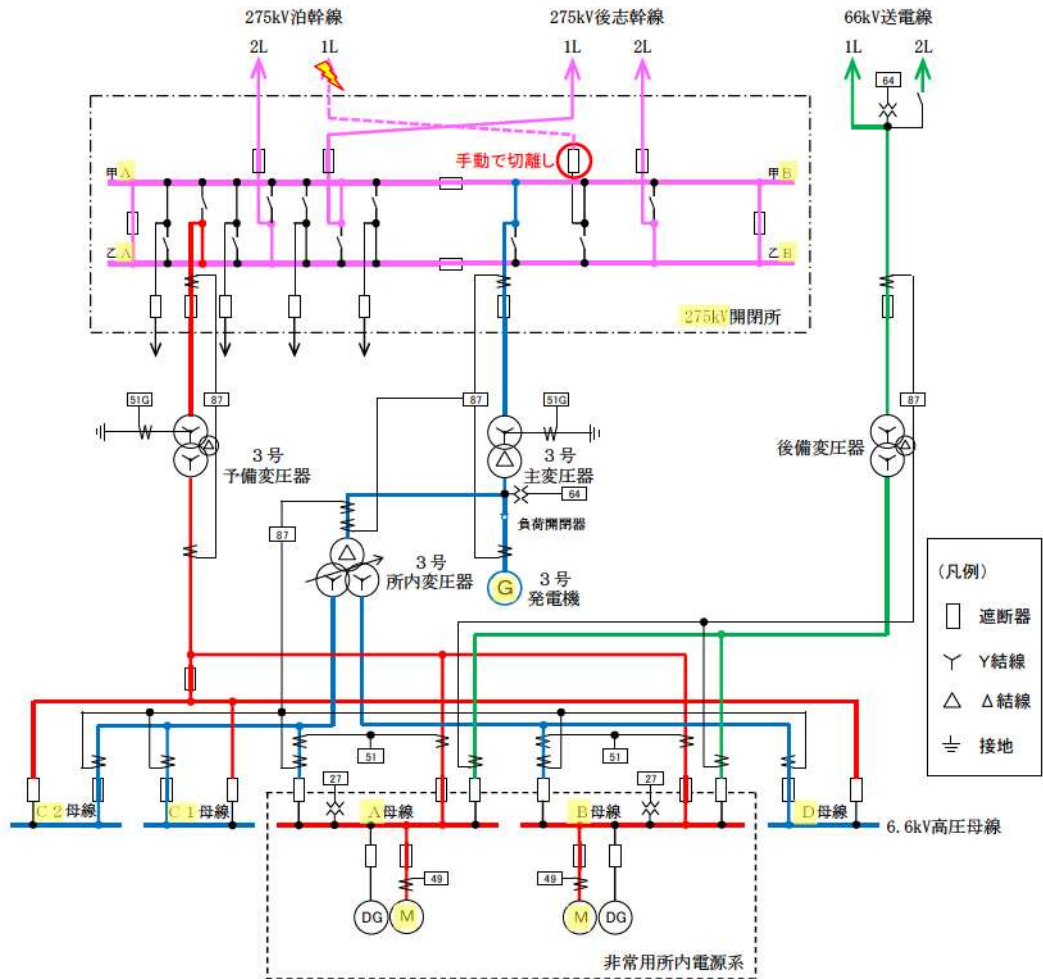 275kV泊幹線
275kV後志幹線
66kV送電線
2L
1L
1L
2L
1L
2L
64
手動で切離し
甲A
甲B
乙A
乙B
275kV開閉所
51G
87
87
51G
87
3号
予備変圧器
3号
主変圧器
後備変圧器
64
負荷開閉器
87
3号
所内変圧器
G
3号
発電機
(凡例)
遮断器
Y結線
Δ結線
接地
51
51
27
27
C2母線
C1母線
A母線
B母線
D母線
6.6kV高圧母線
49
49
DG
M
M
DG
非常用所内電源系